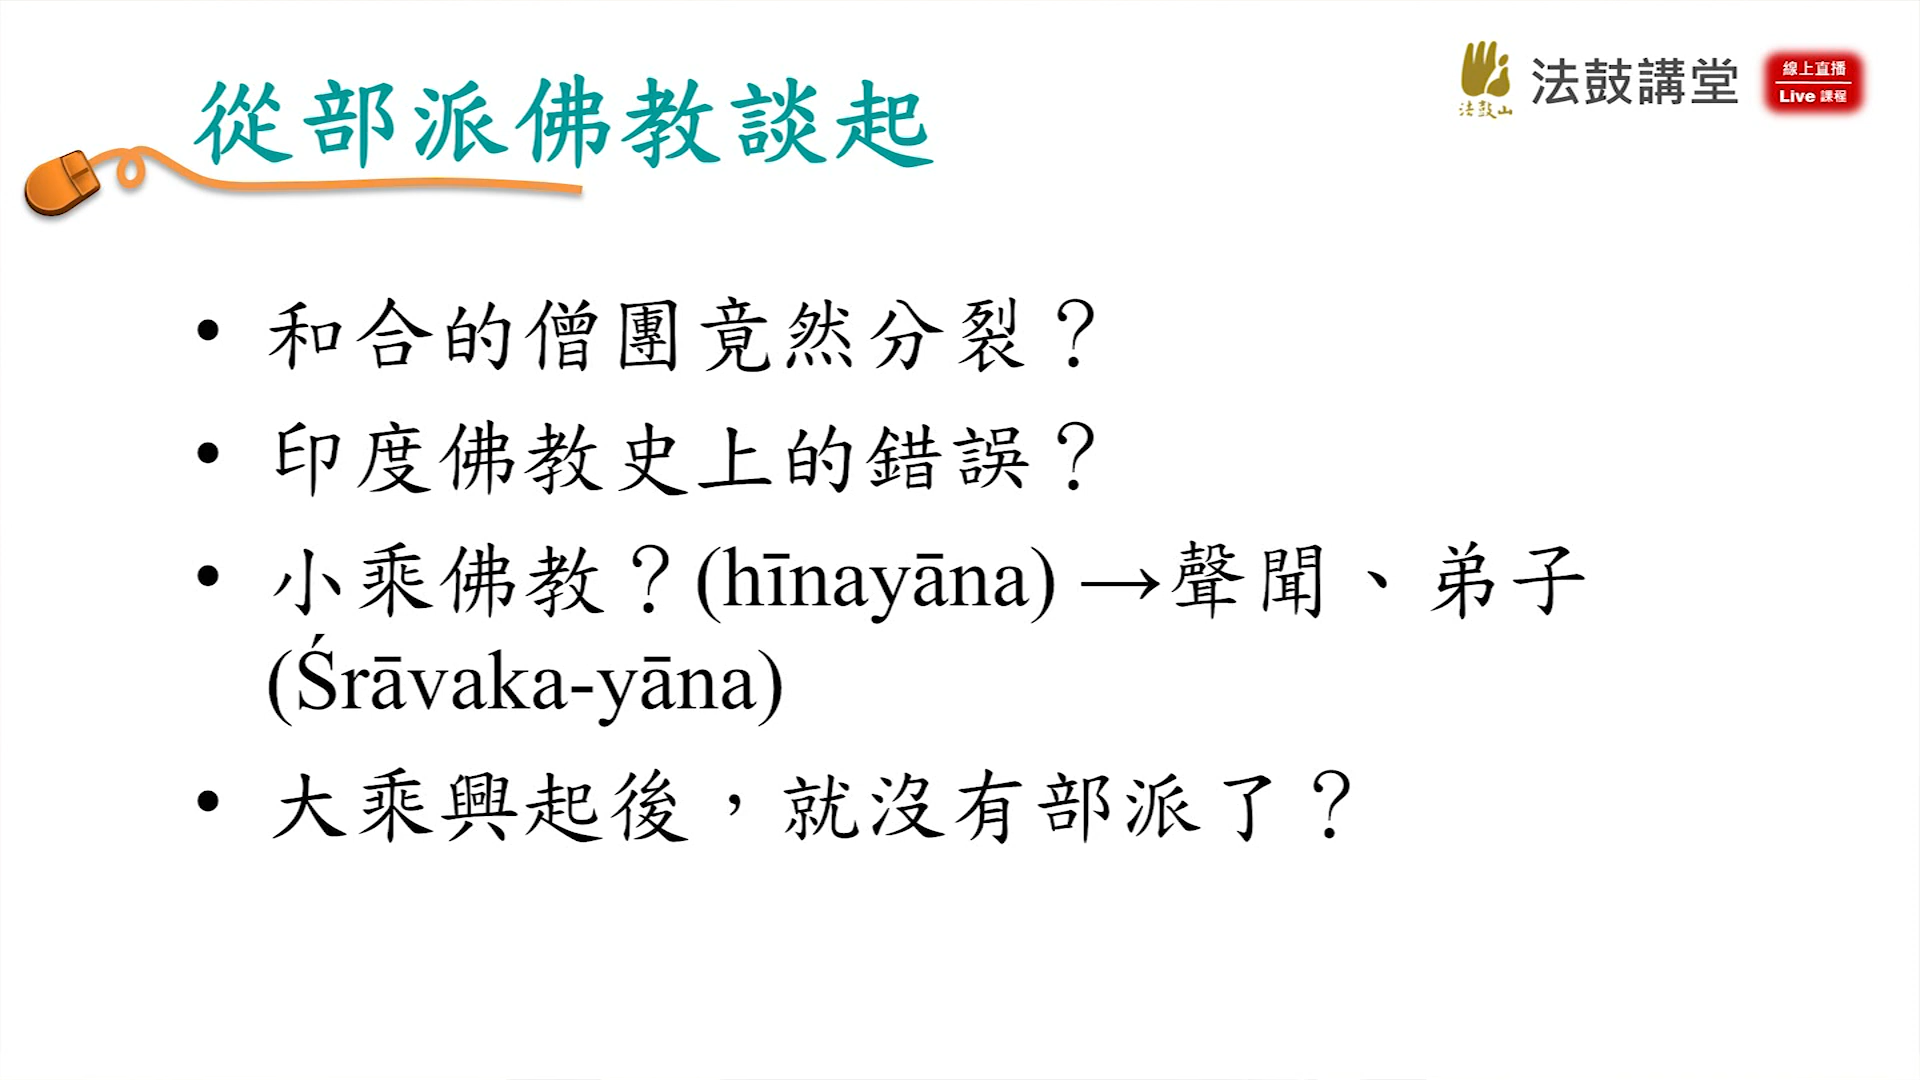 從部派佛教談起
法鼓山
法鼓講堂
線上直播
Live 課程
• 和合的僧團竟然分裂？
• 印度佛教史上的錯誤？
• 小乘佛教？(hīnayāna) →聲聞、弟子
(Śrāvaka-yāna)
• 大乘興起後，就沒有部派了？